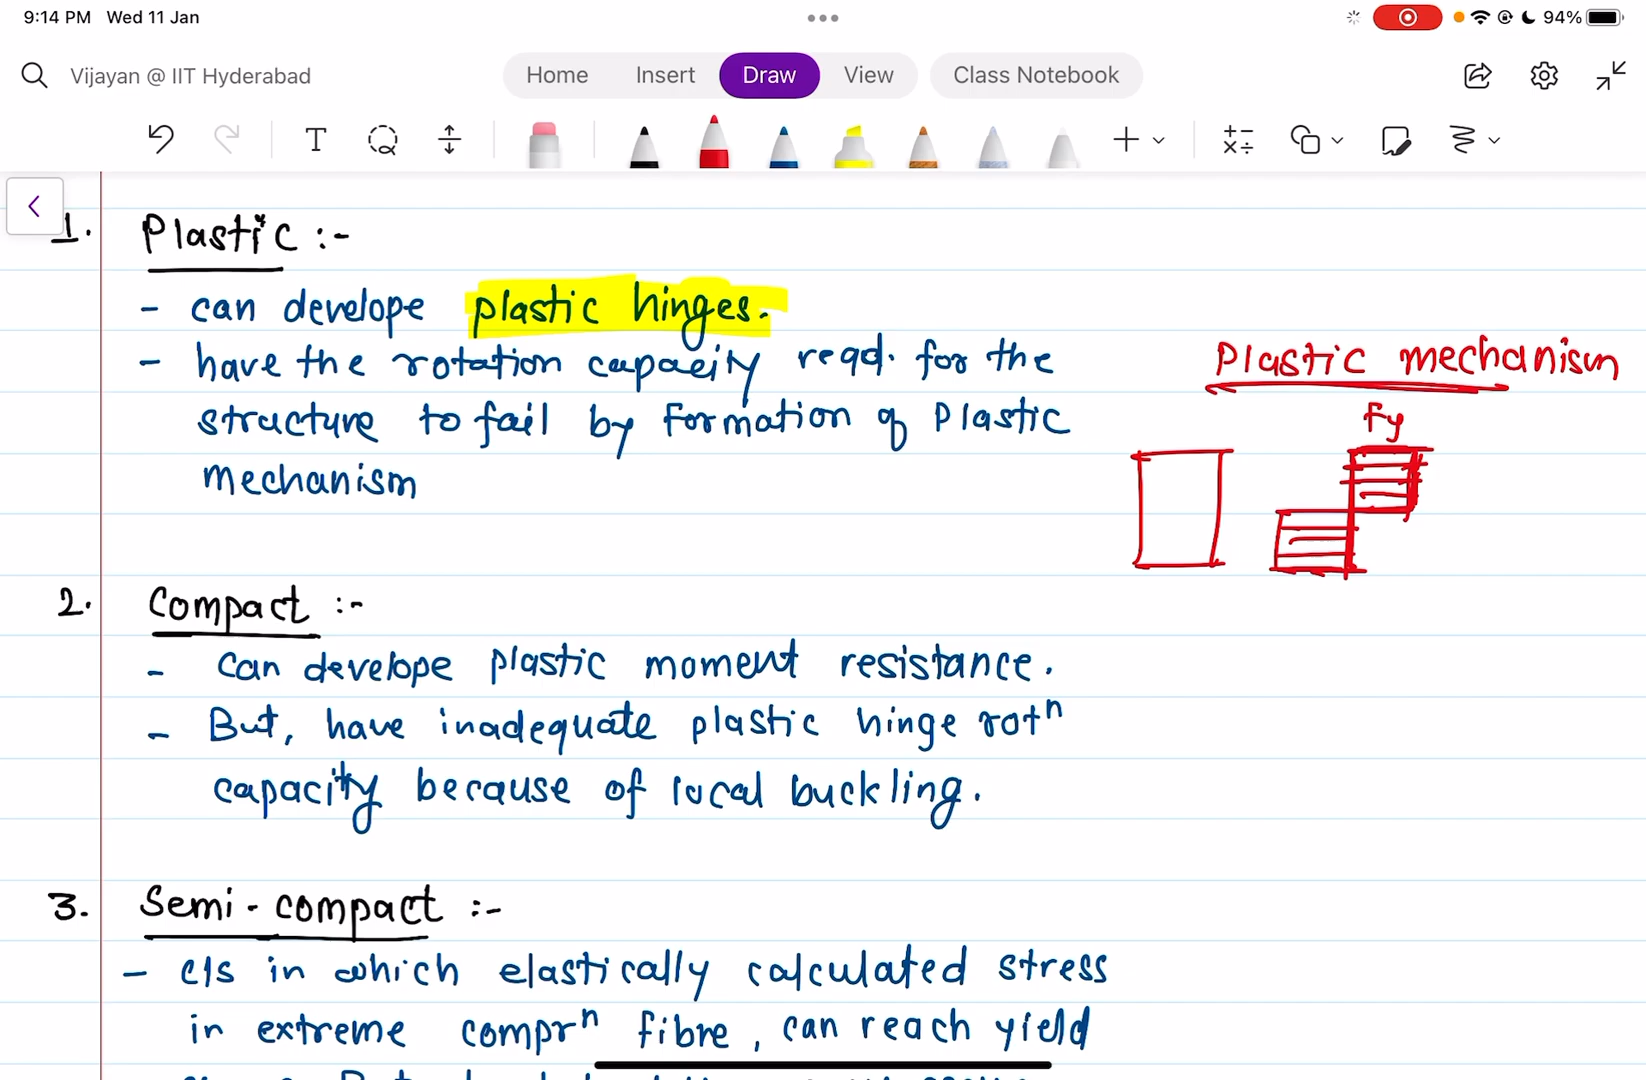 9:14 PM Wed 11 Jan
94%
Vijayan @ IIT Hyderabad
Home Insert Draw View Class Notebook
1. Plastic :-
- can develope plastic hinges.
- have the rotation capacity reqd. for the
structure to fail by formation of Plastic
mechanism
Plastic mechanism
fy
2. Compact :-
- Can develope plastic moment resistance.
- But, have inadequate plastic hinge rotⁿ
capacity because of local buckling.
3. Semi-compact :-
- c/s in which elastically calculated stress
in extreme comprⁿ fibre, can reach yield